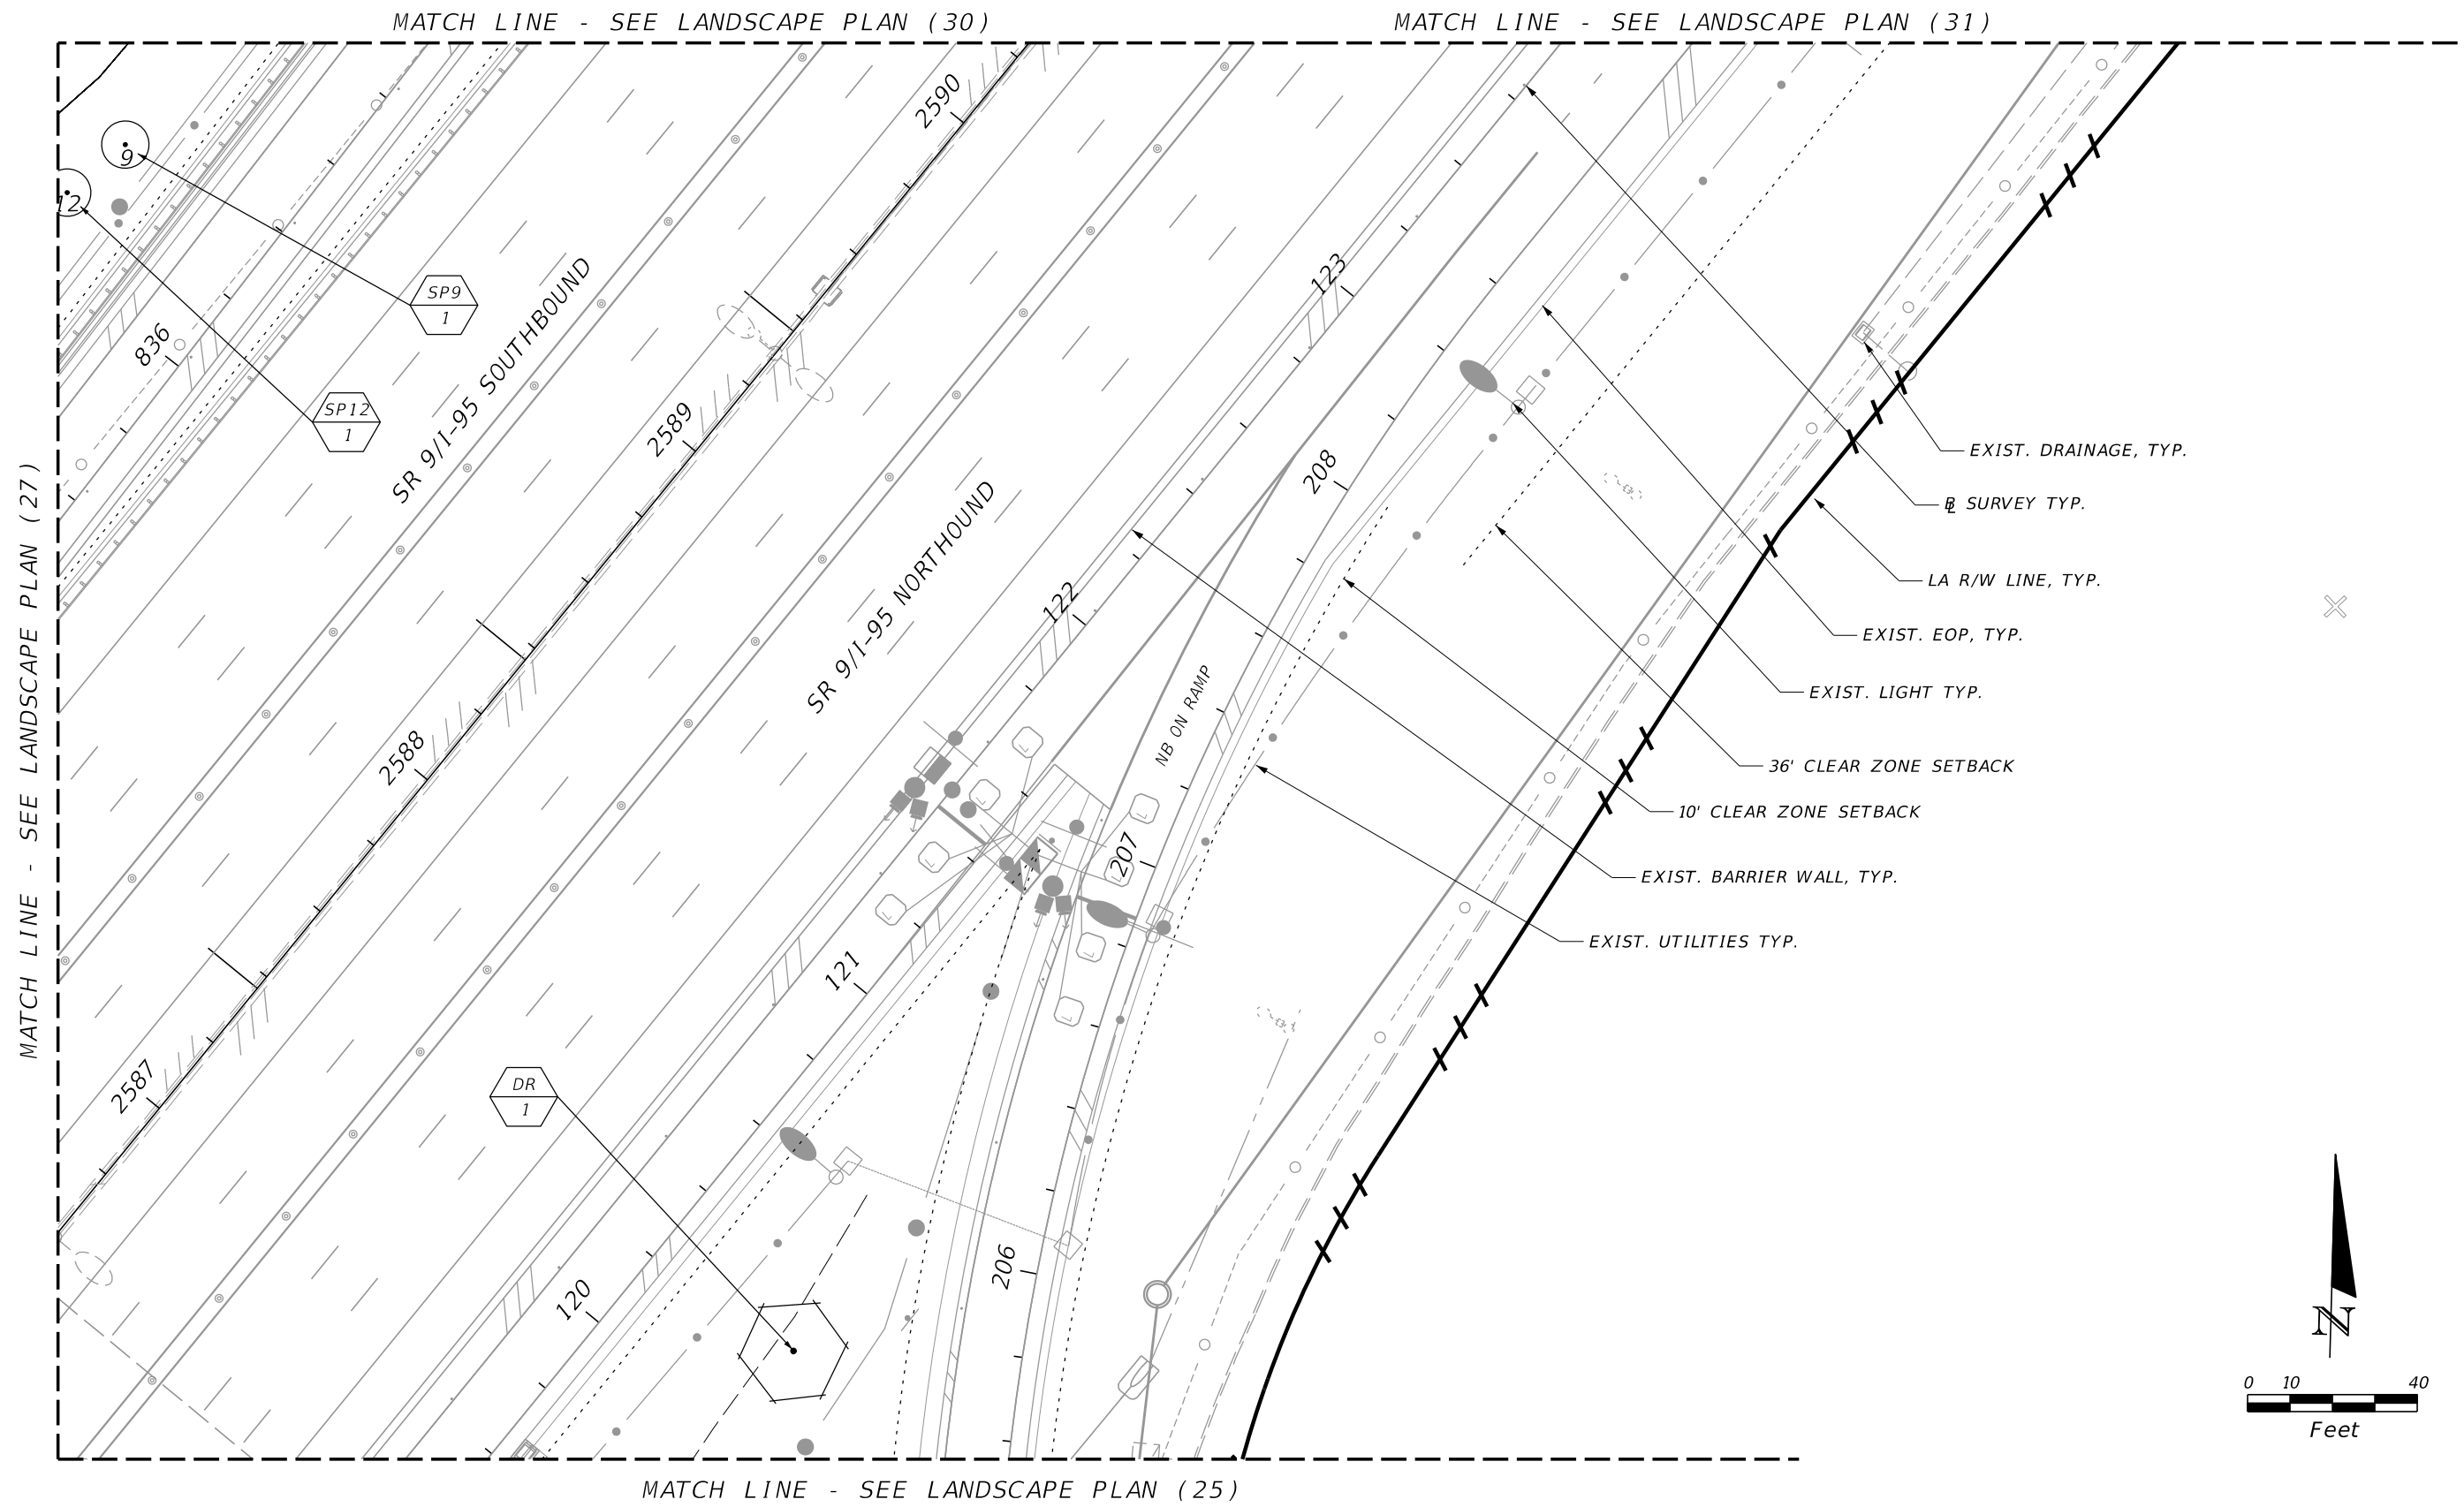 MATCH LINE - SEE LANDSCAPE PLAN (30)
MATCH LINE - SEE LANDSCAPE PLAN (31)
MATCH LINE - SEE LANDSCAPE PLAN (27)
9
12
SP9
1
SP12
1
836
SR 9/I-95 SOUTHBOUND
2590
2589
2588
2587
SR 9/I-95 NORTHOUND
123
122
121
120
208
207
206
NB ON RAMP
DR
1
EXIST. DRAINAGE, TYP.
BL SURVEY TYP.
LA R/W LINE, TYP.
EXIST. EOP, TYP.
EXIST. LIGHT TYP.
36' CLEAR ZONE SETBACK
10' CLEAR ZONE SETBACK
EXIST. BARRIER WALL, TYP.
EXIST. UTILITIES TYP.
N
0 10 40
Feet
MATCH LINE - SEE LANDSCAPE PLAN (25)